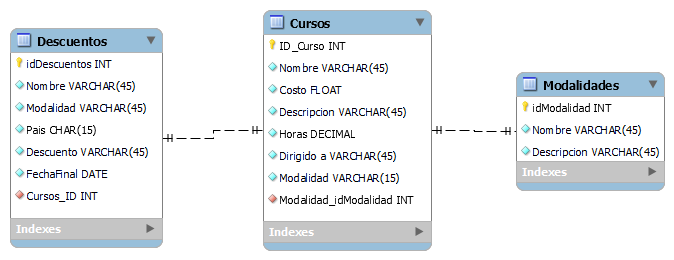 Descuentos
idDescuentos INT
Nombre VARCHAR(45)
Modalidad VARCHAR(45)
Pais CHAR(15)
Descuento VARCHAR(45)
FechaFinal DATE
Cursos_ID INT
Indexes
Cursos
ID_Curso INT
Nombre VARCHAR(45)
Costo FLOAT
Descripcion VARCHAR(45)
Horas DECIMAL
Dirigido a VARCHAR(45)
Modalidad VARCHAR(15)
Modalidad_idModalidad INT
Indexes
Modalidades
idModalidad INT
Nombre VARCHAR(45)
Descripcion VARCHAR(45)
Indexes